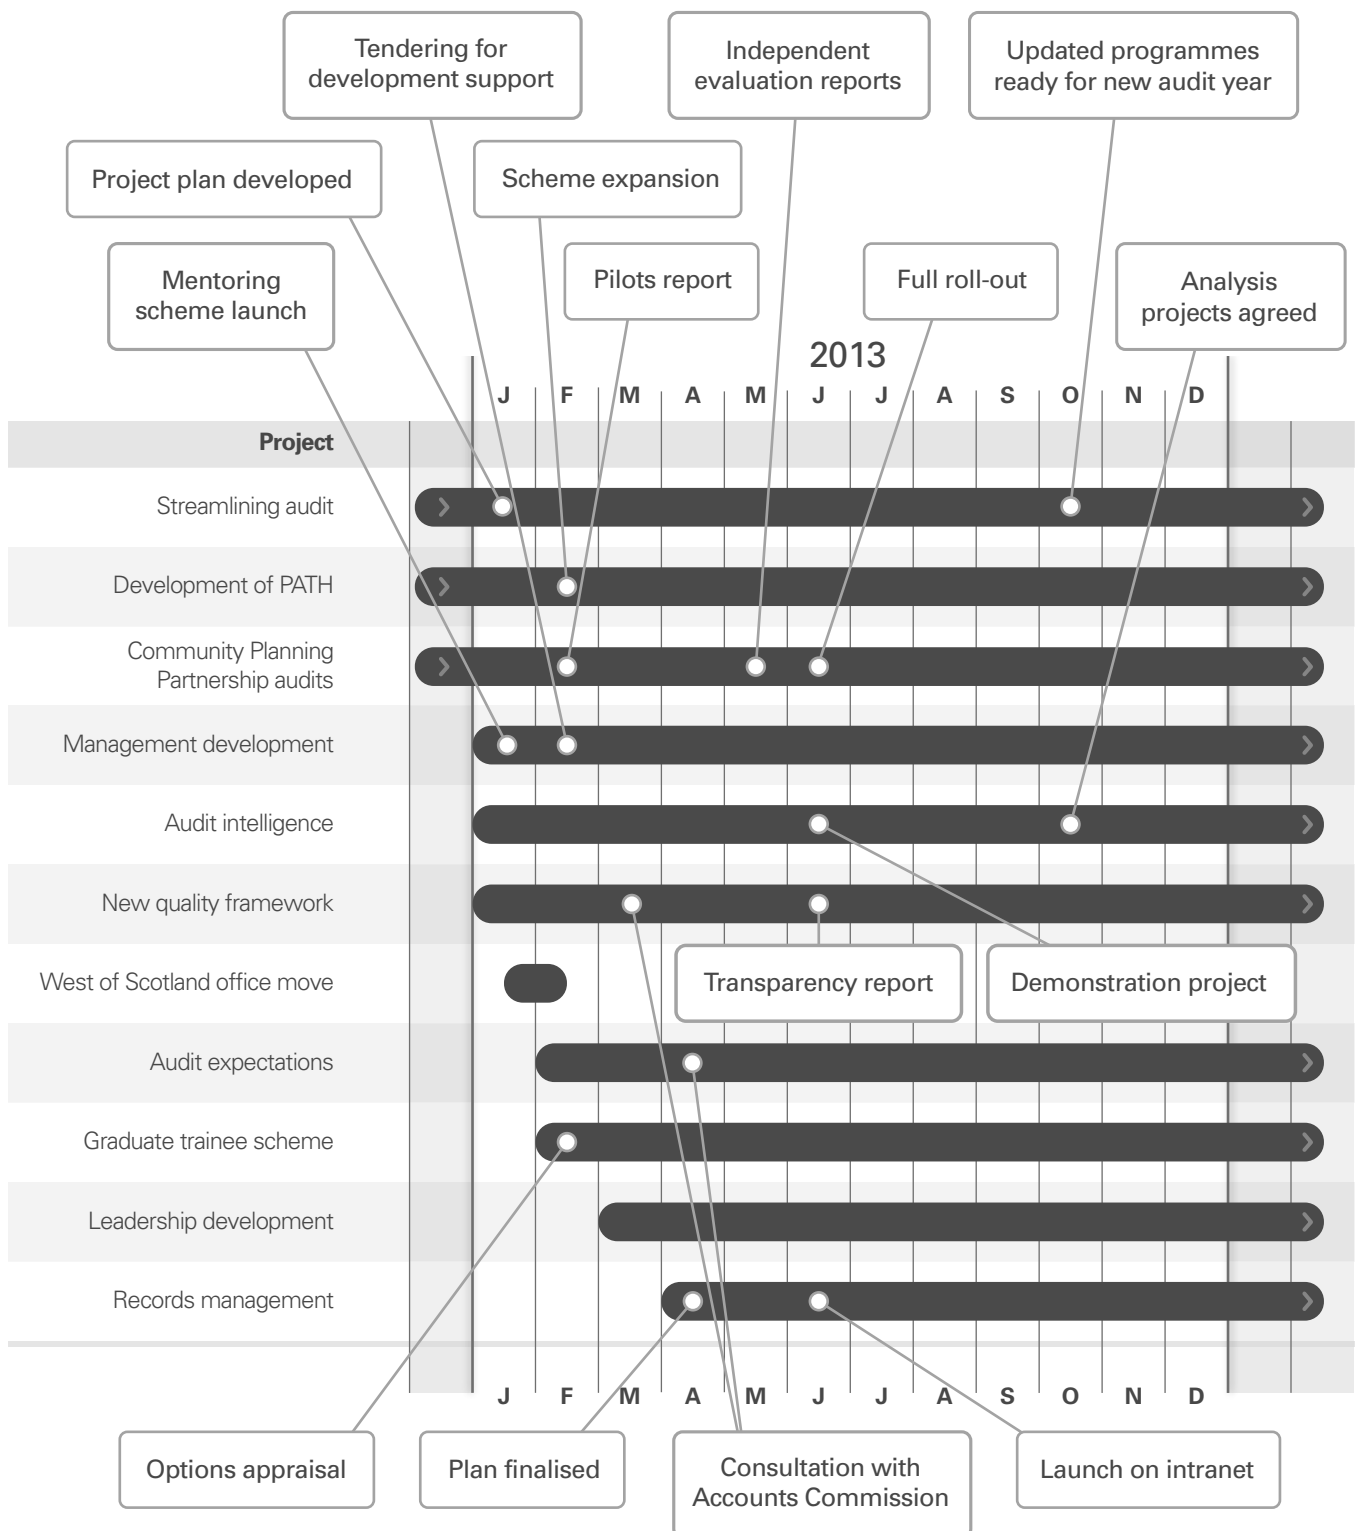 Tendering for
development support
Independent
evaluation reports
Updated programmes
ready for new audit year
Project plan developed
Scheme expansion
Mentoring
scheme launch
Pilots report
Full roll-out
Analysis
projects agreed
2013
J F M A M J J A S O N D
Project
Streamlining audit
Development of PATH
Community Planning
Partnership audits
Management development
Audit intelligence
New quality framework
West of Scotland office move
Transparency report
Demonstration project
Audit expectations
Graduate trainee scheme
Leadership development
Records management
J F M A M J J A S O N D
Options appraisal
Plan finalised
Consultation with
Accounts Commission
Launch on intranet